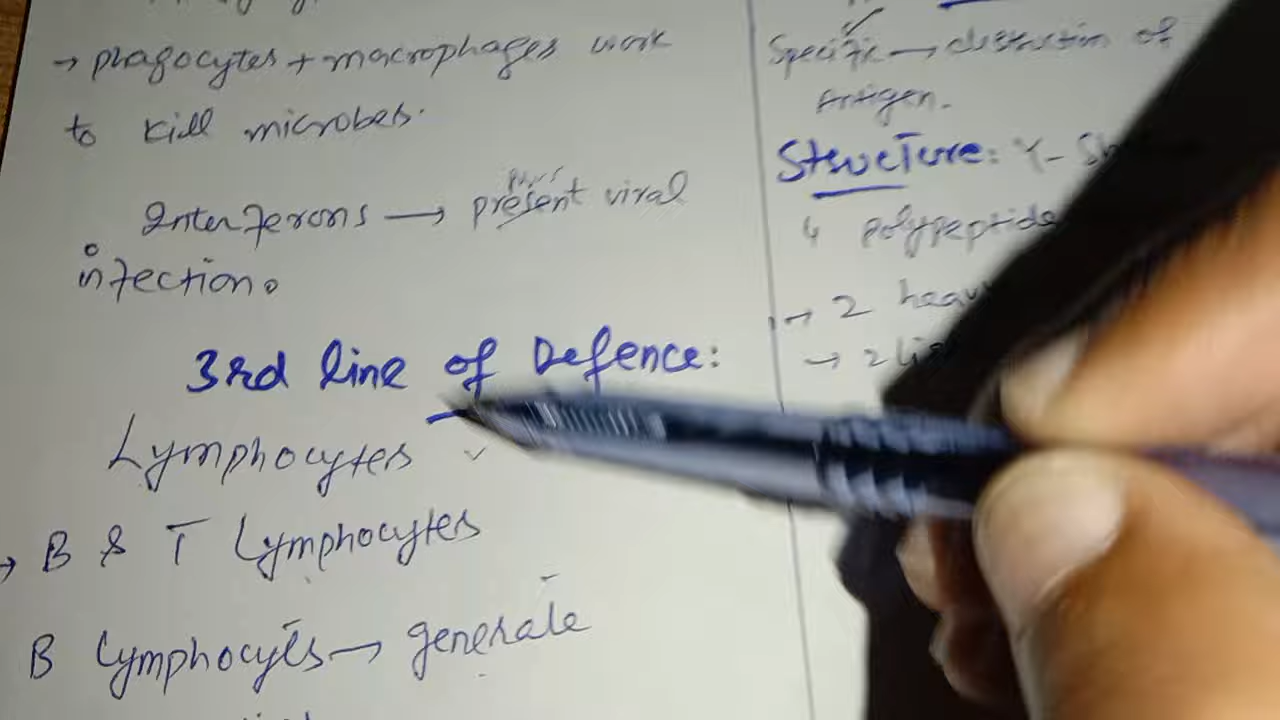 → phagocytes + macrophages work
to kill microbes.
Interferons → present viral
infection.
3rd line of Defence:
Lymphocytes ✓
→ B & T Lymphocytes
B Lymphocytes → generate
Specific → destruction of
Antigen.
Structure: Y-
4 polypeptide
→ 2
→ 2